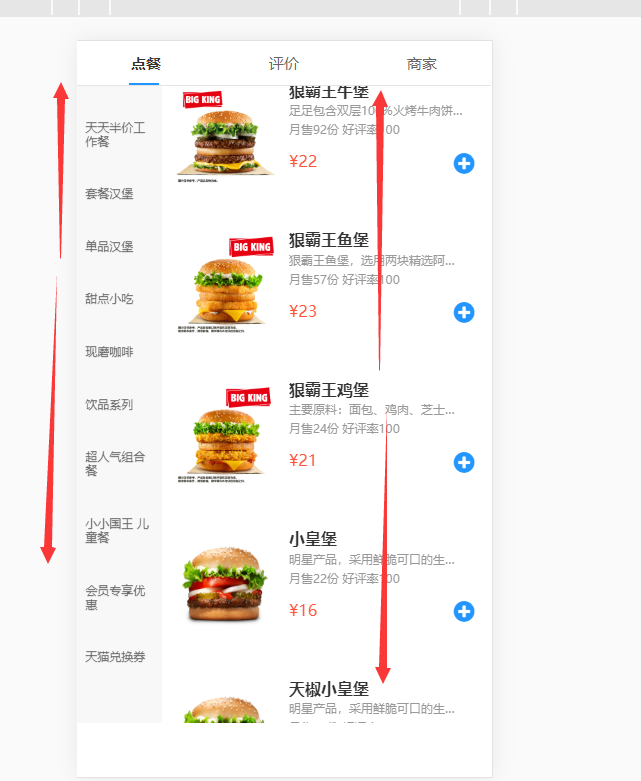 点餐
评价
商家
天天半价工
作餐
套餐汉堡
单品汉堡
甜点小吃
现磨咖啡
饮品系列
超人气组合
餐
小小国王 儿
童餐
会员专享优
惠
天猫兑换券
BIG KING
狠霸王牛堡
足足包含双层100%火烤牛肉饼...
月售92份 好评率100
¥22
BIG KING
狠霸王鱼堡
狠霸王鱼堡，选用两块精选阿...
月售57份 好评率100
¥23
BIG KING
狠霸王鸡堡
主要原料：面包、鸡肉、芝士...
月售24份 好评率100
¥21
小皇堡
明星产品，采用鲜脆可口的生...
月售22份 好评率100
¥16
天椒小皇堡
明星产品，采用鲜脆可口的生...